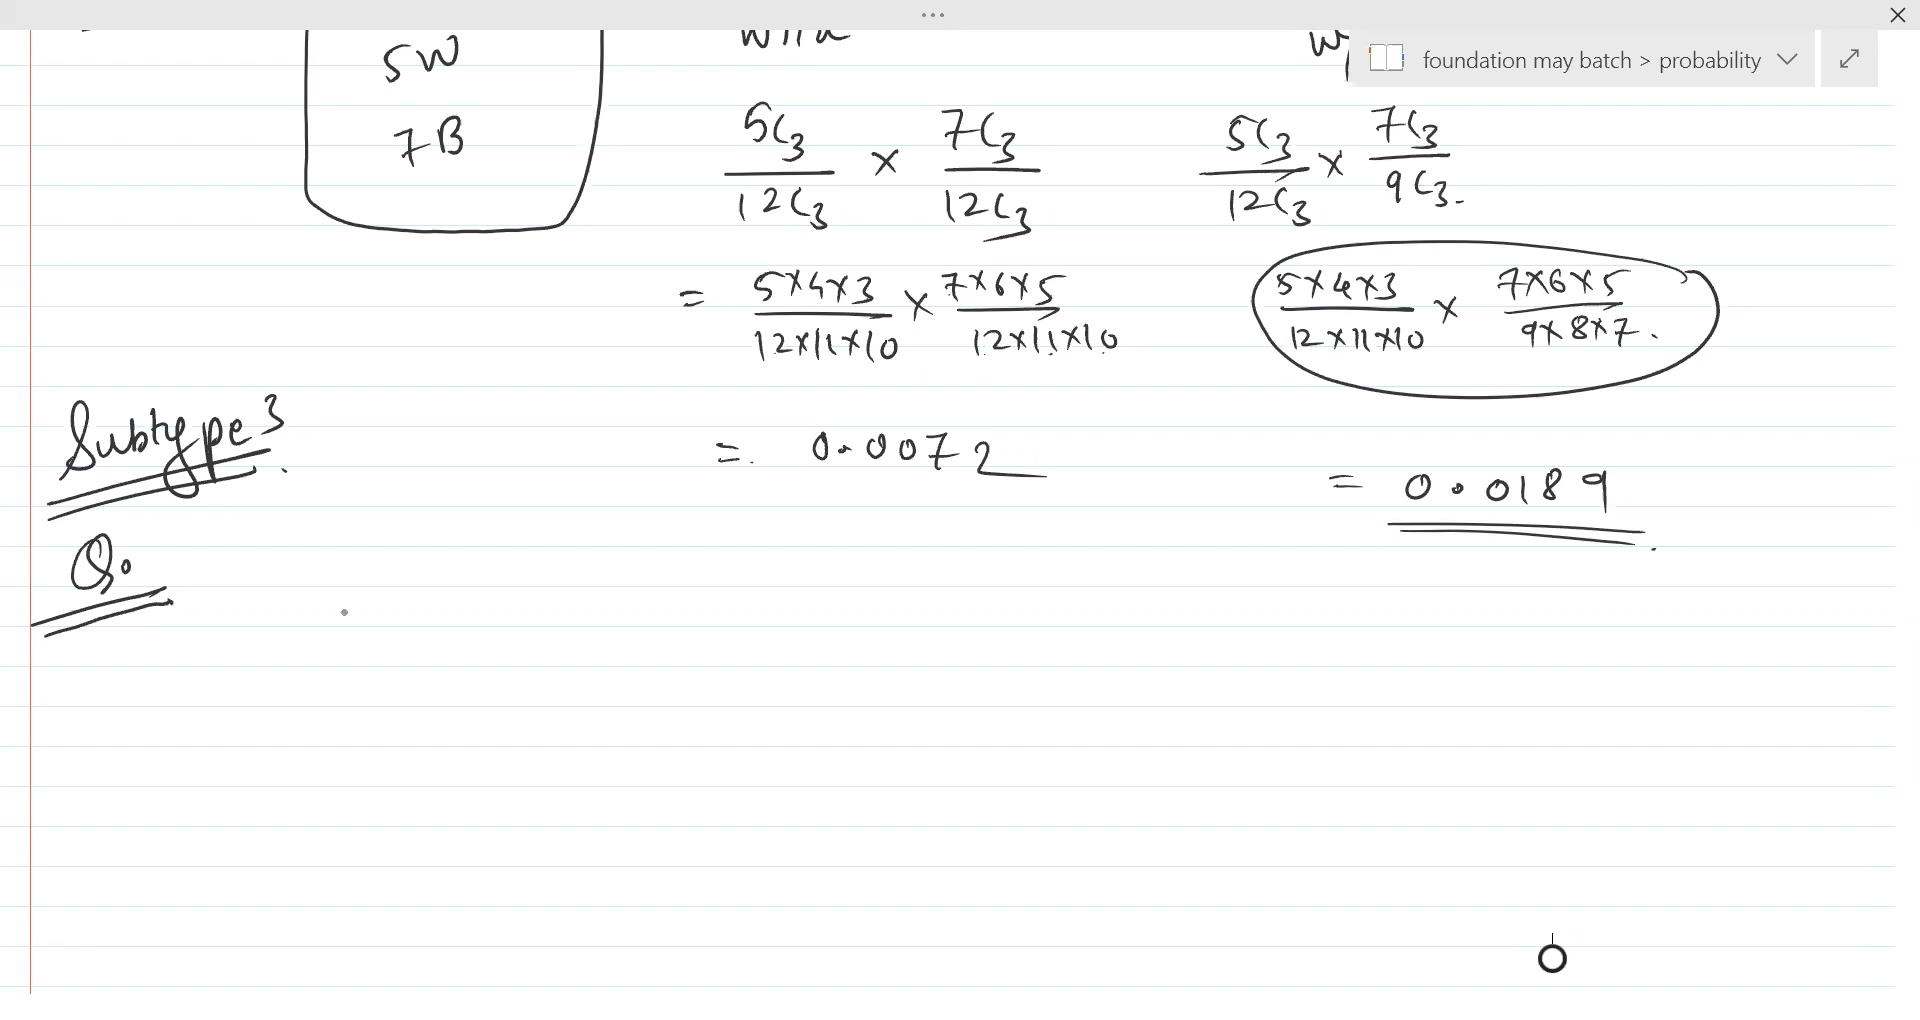 foundation may batch > probability
5W
7B
5C3 / 12C3 × 7C3 / 12C3
5C3 / 12C3 × 7C3 / 9C3.
= 5×4×3 / 12×11×10 × 7×6×5 / 12×11×10
5×4×3 / 12×11×10 × 7×6×5 / 9×8×7.
Subtype 3.
=. 0.0072
= 0.0189
Q.